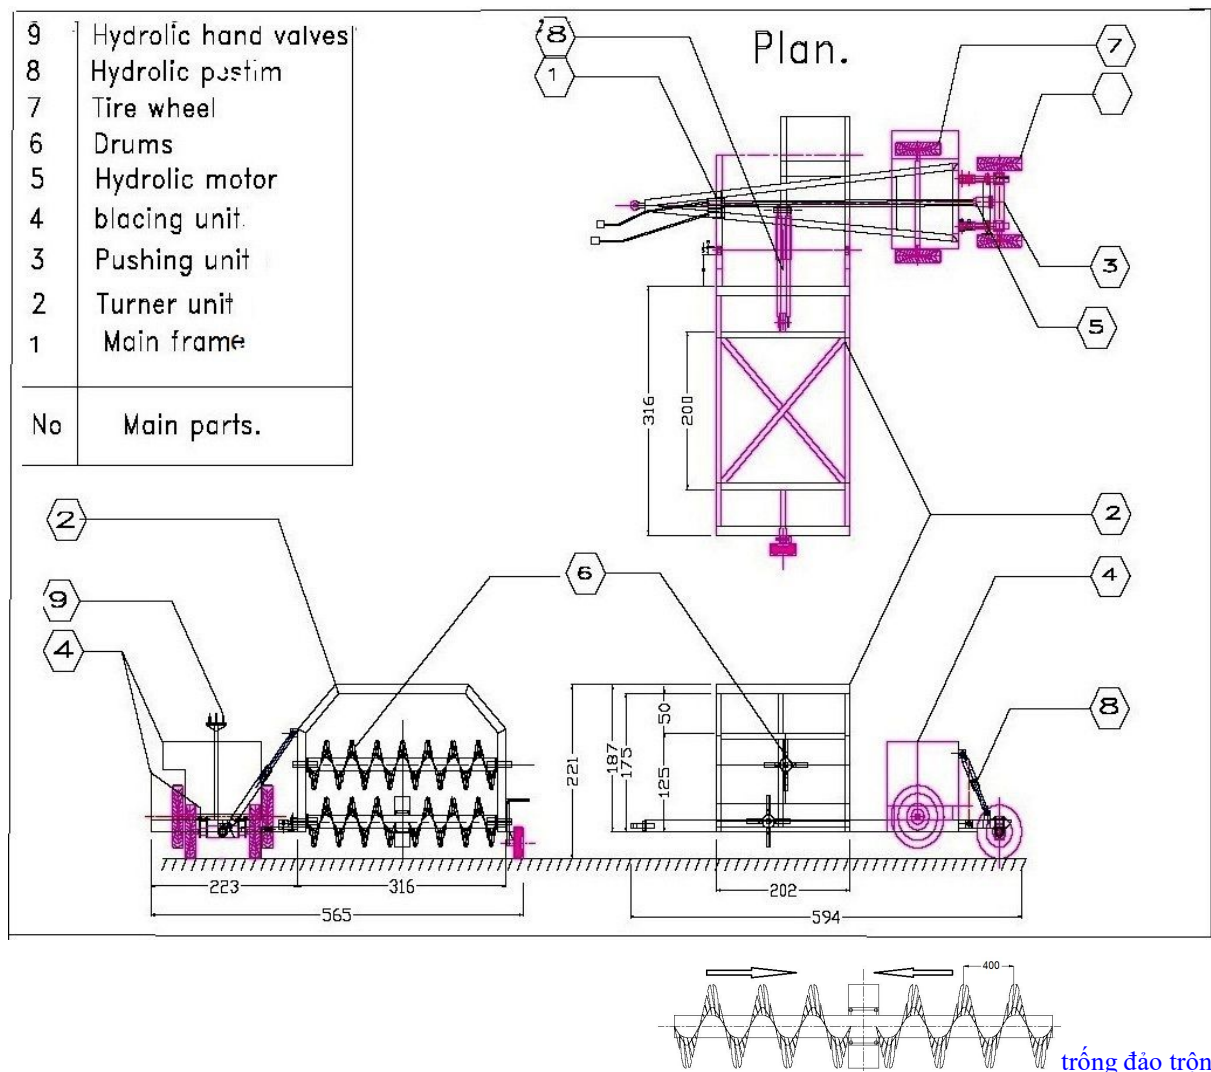 9 Hydrolic hand valves
8 Hydrolic pestim
7 Tire wheel
6 Drums
5 Hydrolic motor
4 blacing unit.
3 Pushing unit
2 Turner unit
1 Main frame
No Main parts.
Plan.
8
1
7
3
5
316
200
2
2
9
4
6
4
8
221
187
175
50
125
223
316
565
202
594
400
trống đảo trôn